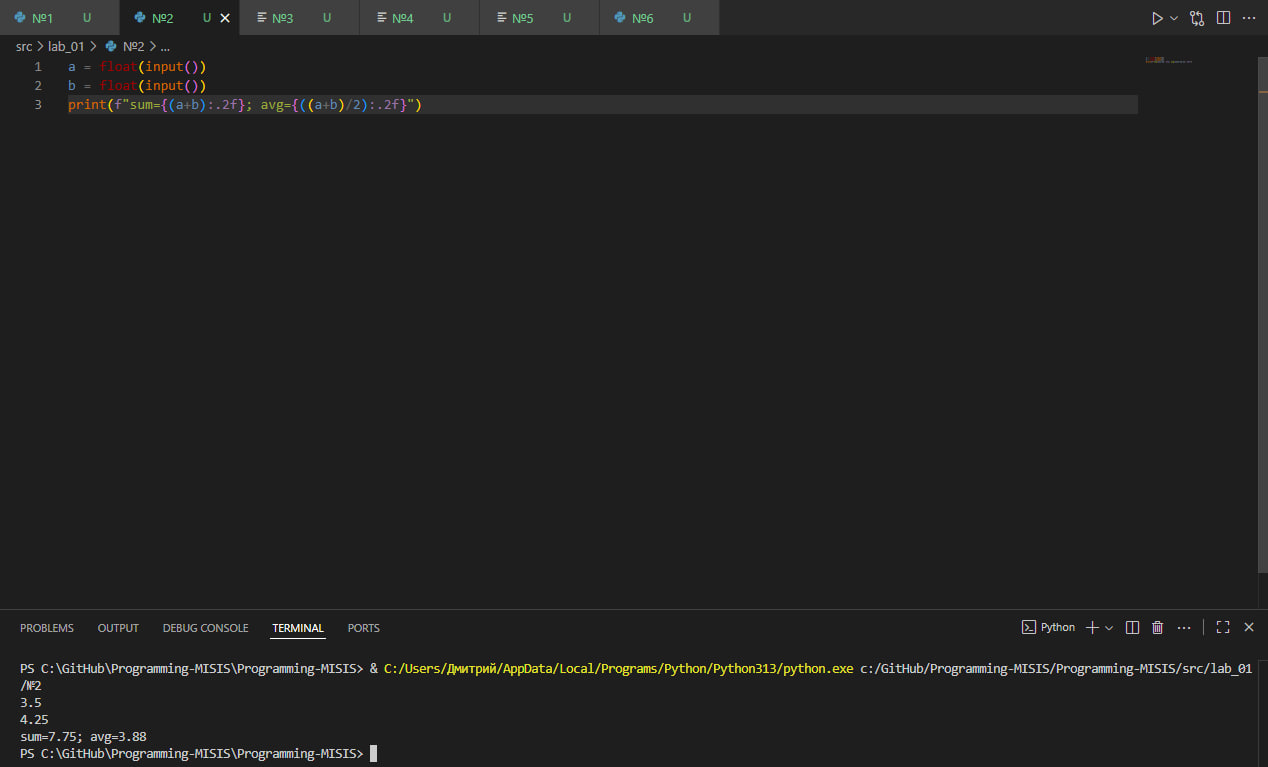 №1 U №2 U №3 U №4 U №5 U №6 U
src > lab_01 > №2 > ...
1 a = float(input())
2 b = float(input())
3 print(f"sum={(a+b):.2f}; avg={((a+b)/2):.2f}")
PROBLEMS OUTPUT DEBUG CONSOLE TERMINAL PORTS Python
PS C:\GitHub\Programming-MISIS\Programming-MISIS> & C:/Users/Дмитрий/AppData/Local/Programs/Python/Python313/python.exe c:/GitHub/Programming-MISIS/Programming-MISIS/src/lab_01
/№2
3.5
4.25
sum=7.75; avg=3.88
PS C:\GitHub\Programming-MISIS\Programming-MISIS>